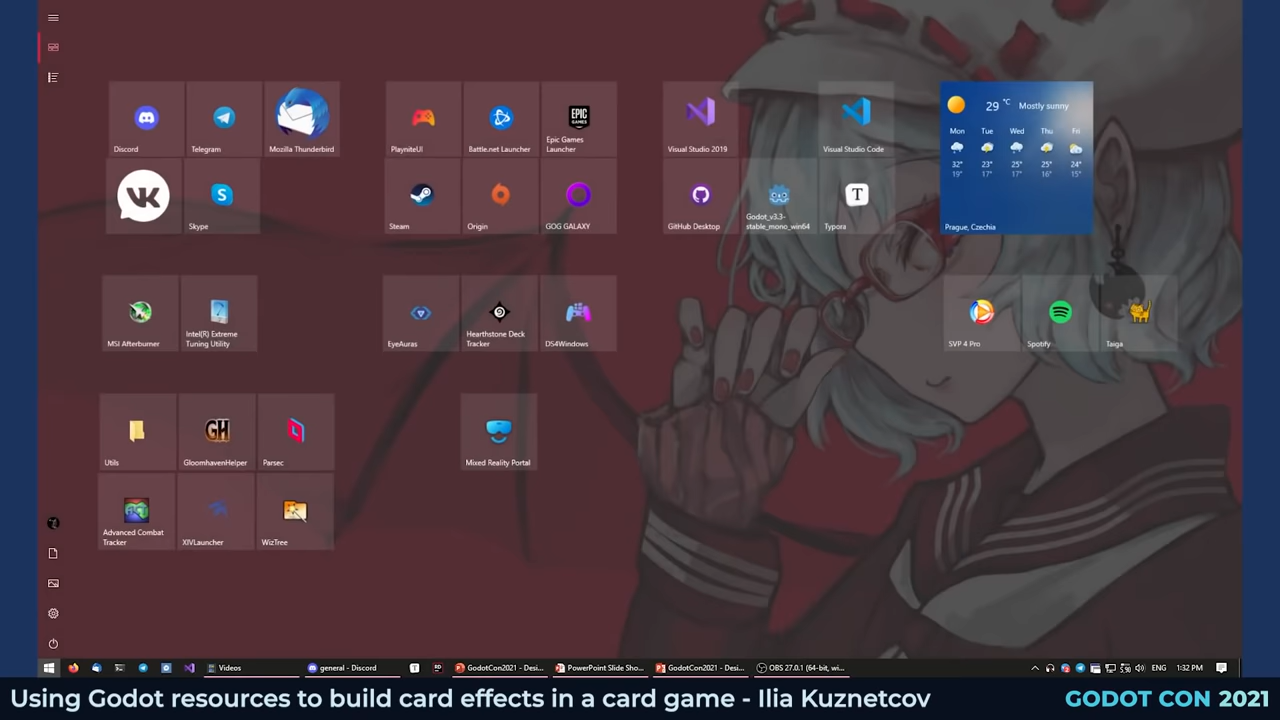 Discord
Telegram
Mozilla Thunderbird
PlayniteUI
Battle.net Launcher
EPIC
GAMES
Epic Games
Launcher
Visual Studio 2019
Visual Studio Code
29 °C Mostly sunny
Mon Tue Wed Thu Fri
32° 23° 25° 25° 24°
19° 17° 17° 16° 15°
Prague, Czechia
VK
S
Skype
Steam
Origin
GOG GALAXY
GitHub Desktop
Godot_v3.3-
stable_mono_win64
T
Typora
MSI Afterburner
Intel(R) Extreme
Tuning Utility
EyeAuras
Hearthstone Deck
Tracker
DS4Windows
SVP 4 Pro
Spotify
Taiga
Utils
GH
GloomhavenHelper
Parsec
Mixed Reality Portal
Advanced Combat
Tracker
XIVLauncher
WizTree
Videos
general - Discord
T
GodotCon2021 - Desi...
PowerPoint Slide Sho...
GodotCon2021 - Desi...
OBS 27.0.1 (64-bit, wi...
ENG
1:32 PM
Using Godot resources to build card effects in a card game - Ilia Kuznetcov
GODOT CON 2021